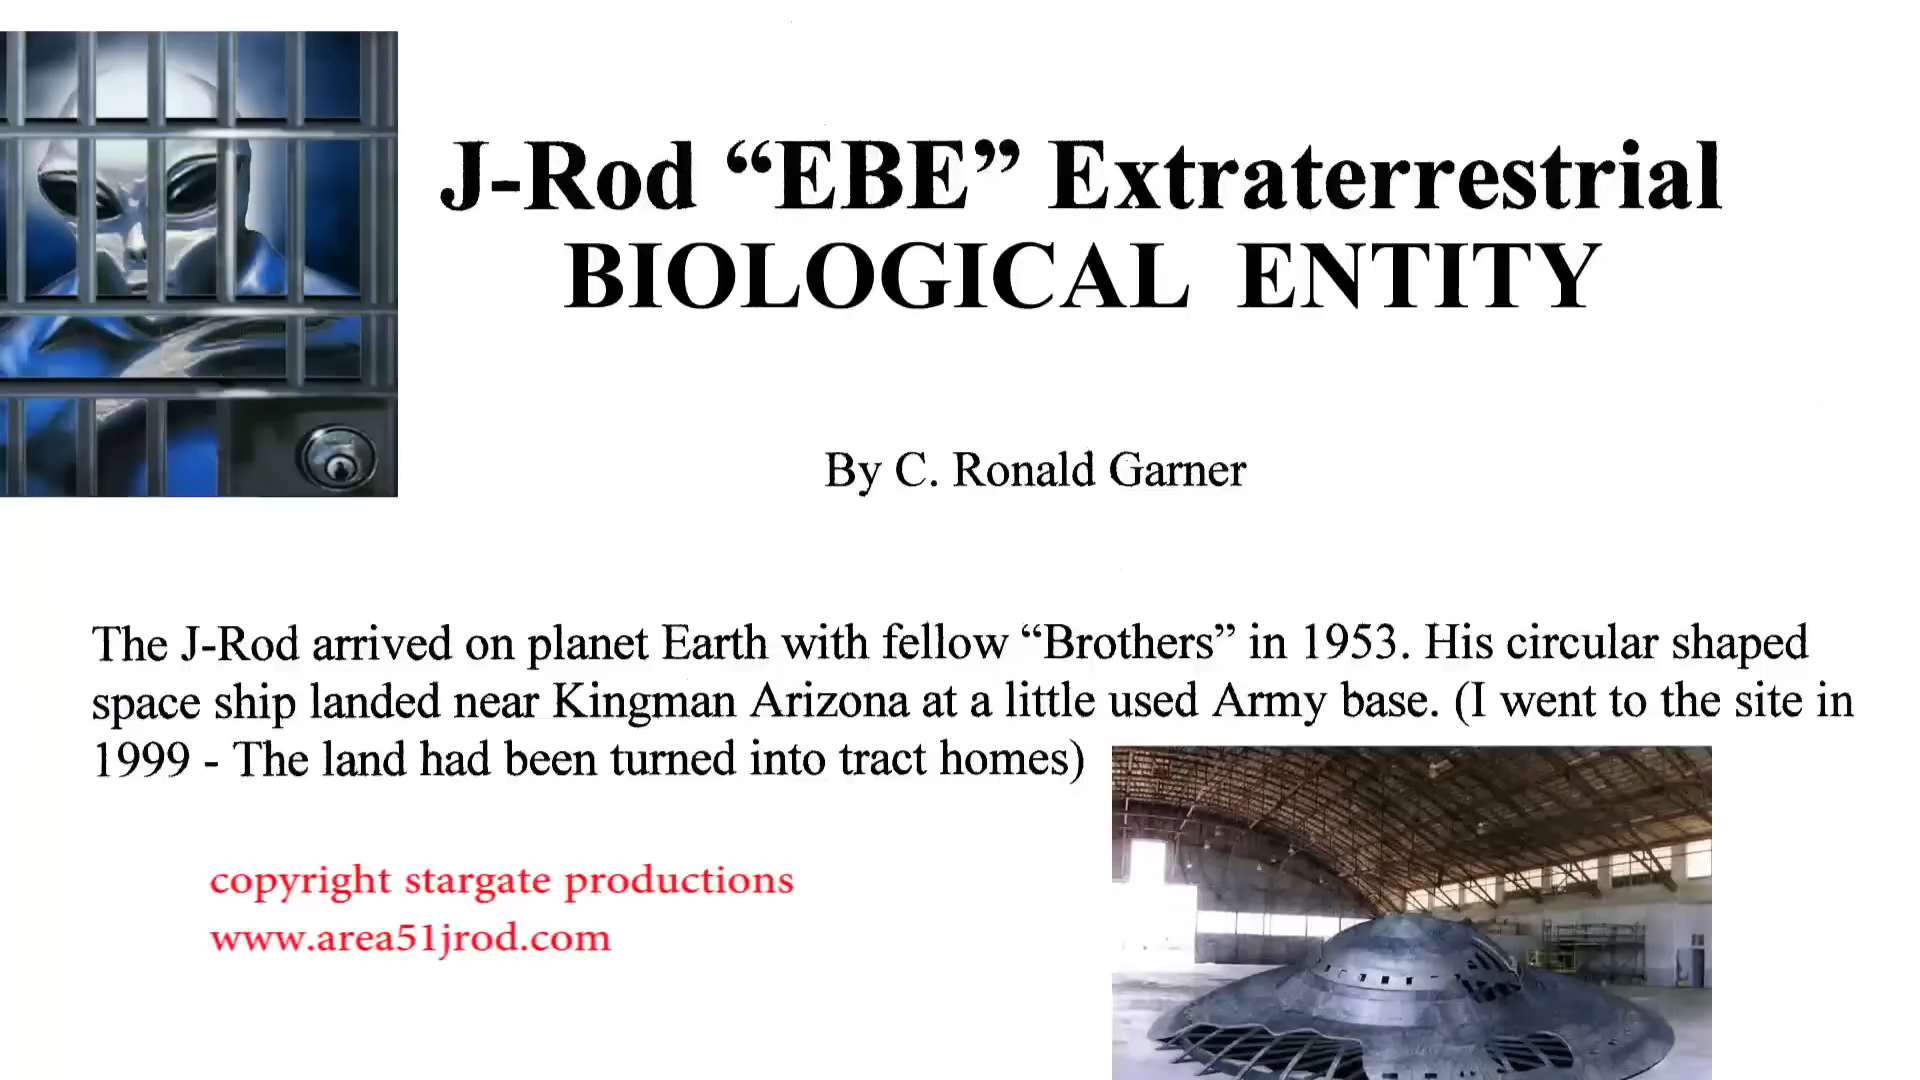 J-Rod “EBE” Extraterrestrial
BIOLOGICAL ENTITY
By C. Ronald Garner
The J-Rod arrived on planet Earth with fellow “Brothers” in 1953. His circular shaped
space ship landed near Kingman Arizona at a little used Army base. (I went to the site in
1999 - The land had been turned into tract homes)
copyright stargate productions
www.area51jrod.com